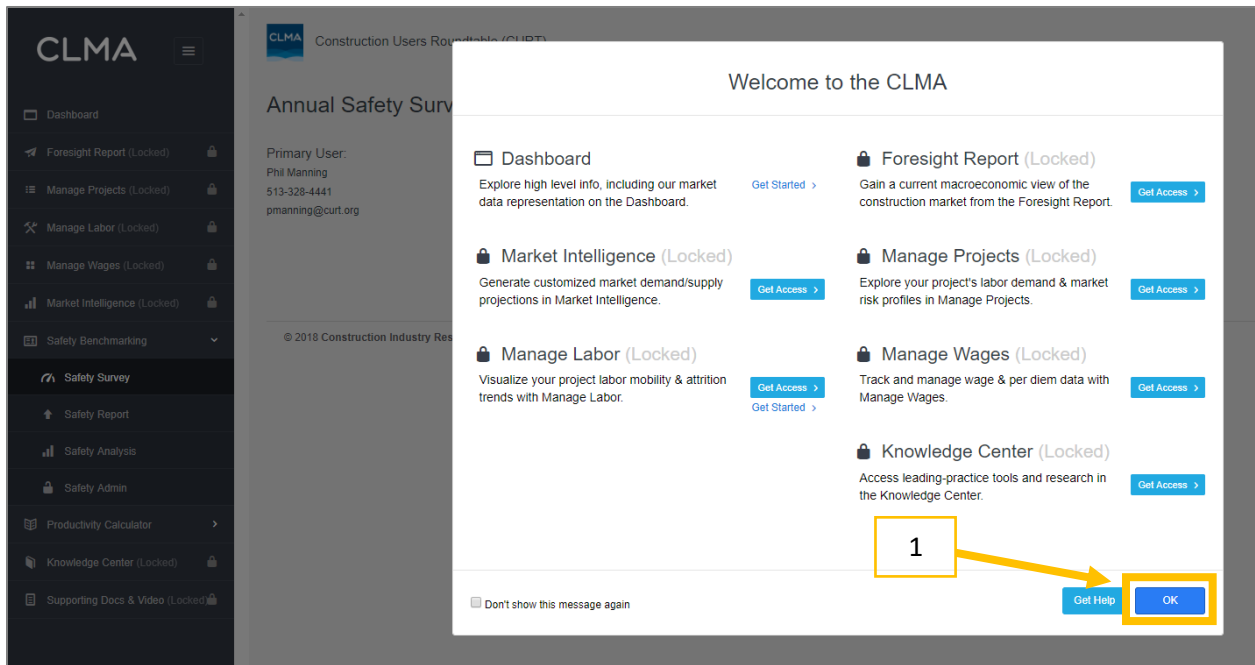 CLMA
Dashboard
Foresight Report (Locked)
Manage Projects (Locked)
Manage Labor (Locked)
Manage Wages (Locked)
Market Intelligence (Locked)
Safety Benchmarking
Safety Survey
Safety Report
Safety Analysis
Safety Admin
Productivity Calculator
Knowledge Center (Locked)
Supporting Docs & Video (Locked)
CLMA
Construction Users Roundtable (CURT)
Annual Safety Surv
Primary User:
Phil Manning
513-328-4441
pmanning@curt.org
© 2018 Construction Industry Res
Welcome to the CLMA
Dashboard
Explore high level info, including our market
data representation on the Dashboard.
Get Started >
Foresight Report (Locked)
Gain a current macroeconomic view of the
construction market from the Foresight Report.
Get Access >
Market Intelligence (Locked)
Generate customized market demand/supply
projections in Market Intelligence.
Get Access >
Manage Projects (Locked)
Explore your project's labor demand & market
risk profiles in Manage Projects.
Get Access >
Manage Labor (Locked)
Visualize your project labor mobility & attrition
trends with Manage Labor.
Get Access >
Get Started >
Manage Wages (Locked)
Track and manage wage & per diem data with
Manage Wages.
Get Access >
Knowledge Center (Locked)
Access leading-practice tools and research in
the Knowledge Center.
Get Access >
1
Don't show this message again
Get Help
OK